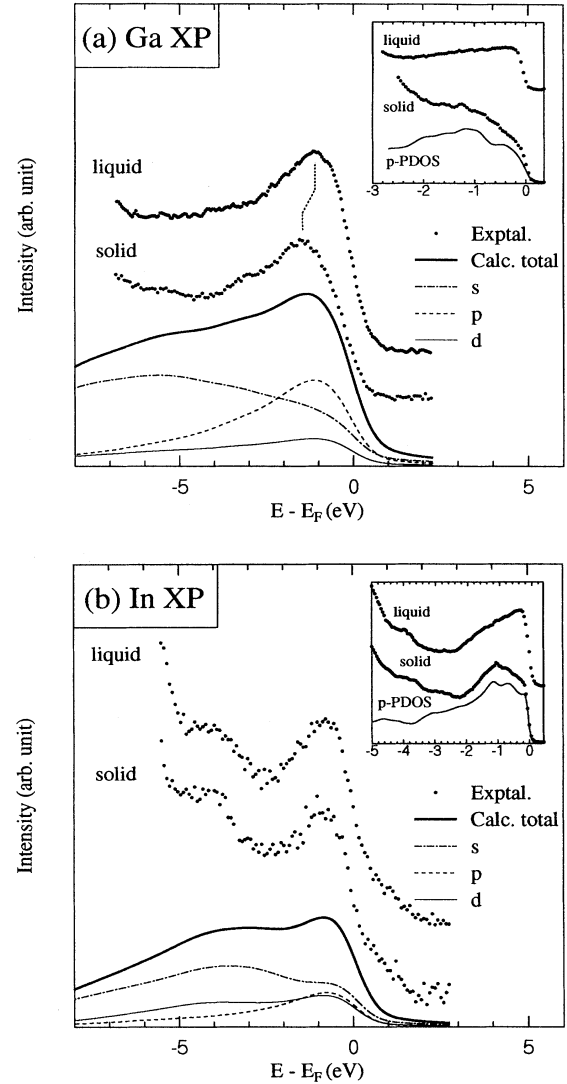 (a) Ga XP
liquid
solid
p-PDOS
-3 -2 -1 0
liquid
solid
Exptal.
Calc. total
s
p
d
Intensity (arb. unit)
-5 0 5
E - E_F (eV)
(b) In XP
liquid
solid
p-PDOS
-5 -4 -3 -2 -1 0
liquid
solid
Exptal.
Calc. total
s
p
d
Intensity (arb. unit)
-5 0 5
E - E_F (eV)